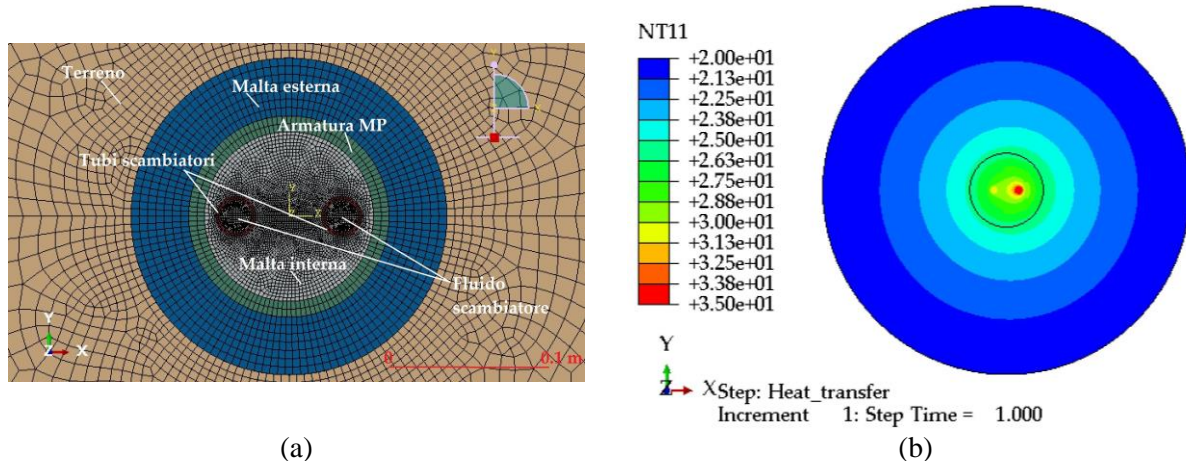 Terreno
Malta esterna
Armatura MP
Tubi scambiatori
Y
Z X
Malta interna
Fluido
scambiatore
Y
Z X
0 0.1 m
(a)
NT11
+2.00e+01
+2.13e+01
+2.25e+01
+2.38e+01
+2.50e+01
+2.63e+01
+2.75e+01
+2.88e+01
+3.00e+01
+3.13e+01
+3.25e+01
+3.38e+01
+3.50e+01
Y
Z X
Step: Heat_transfer
Increment 1: Step Time = 1.000
(b)